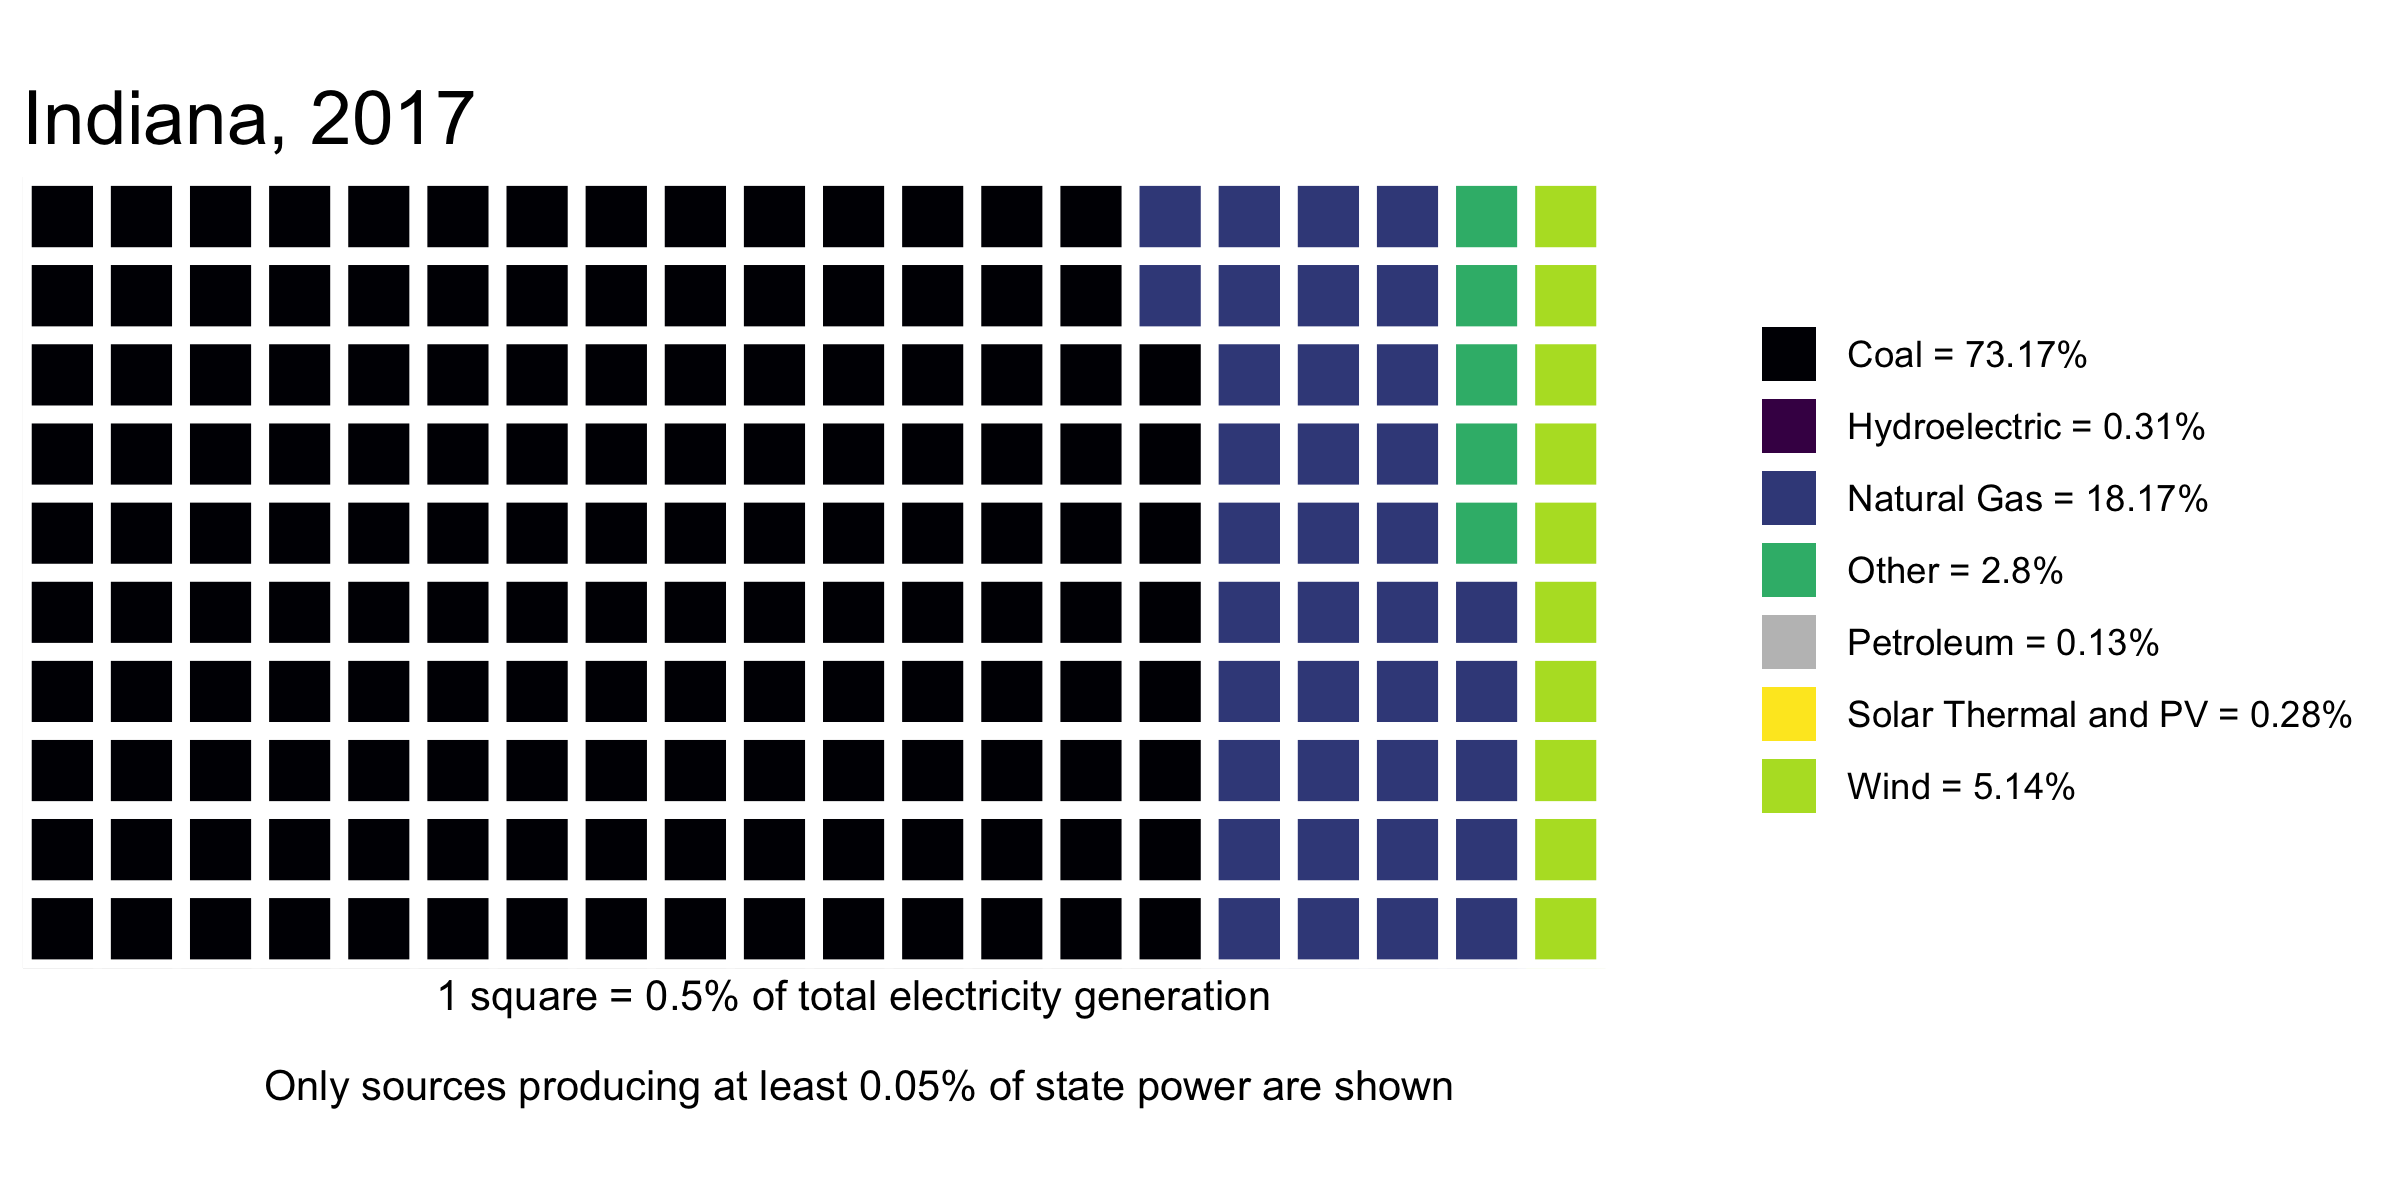 Indiana, 2017
Coal = 73.17%
Hydroelectric = 0.31%
Natural Gas = 18.17%
Other = 2.8%
Petroleum = 0.13%
Solar Thermal and PV = 0.28%
Wind = 5.14%
1 square = 0.5% of total electricity generation
Only sources producing at least 0.05% of state power are shown